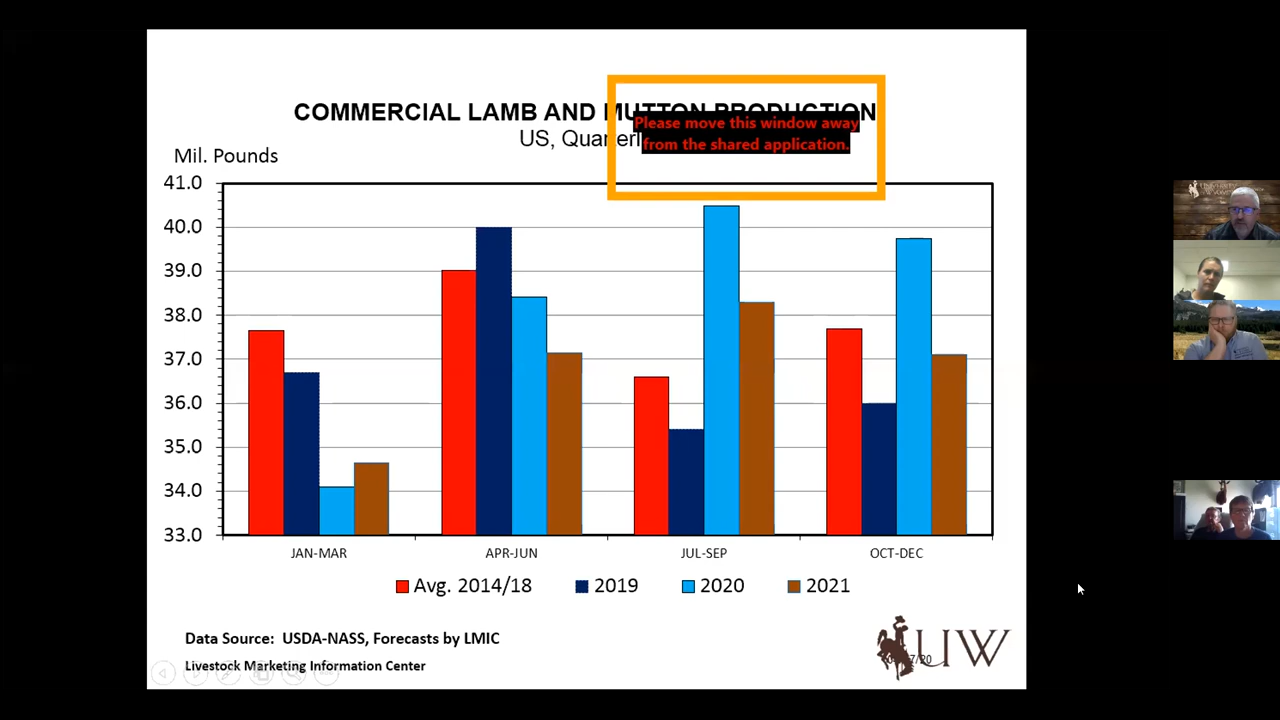 COMMERCIAL LAMB AND MUTTON PRODUCTION
Please move this window away
US, Quarterl
from the shared application.
Mil. Pounds
41.0
40.0
39.0
38.0
37.0
36.0
35.0
34.0
33.0
JAN-MAR APR-JUN JUL-SEP OCT-DEC
Avg. 2014/18 2019 2020 2021
Data Source: USDA-NASS, Forecasts by LMIC
Livestock Marketing Information Center
UW